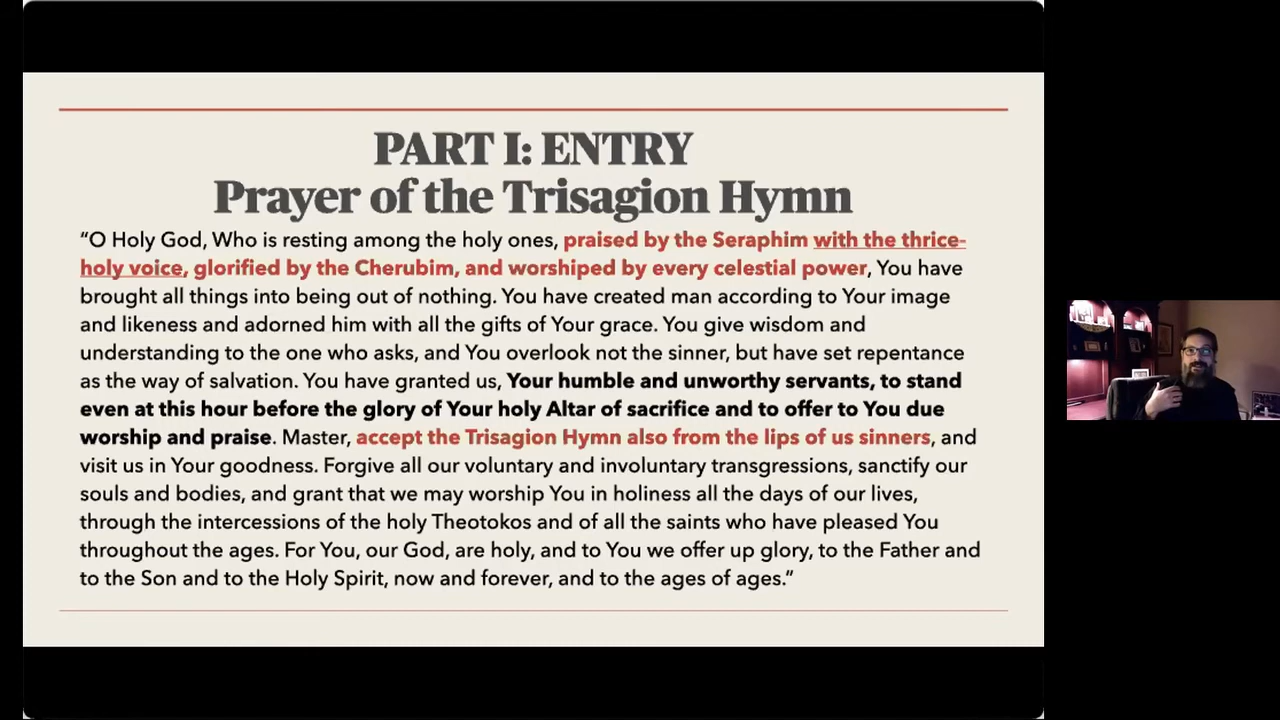 PART I: ENTRY
Prayer of the Trisagion Hymn
“O Holy God, Who is resting among the holy ones, praised by the Seraphim with the thrice-
holy voice, glorified by the Cherubim, and worshiped by every celestial power, You have
brought all things into being out of nothing. You have created man according to Your image
and likeness and adorned him with all the gifts of Your grace. You give wisdom and
understanding to the one who asks, and You overlook not the sinner, but have set repentance
as the way of salvation. You have granted us, Your humble and unworthy servants, to stand
even at this hour before the glory of Your holy Altar of sacrifice and to offer to You due
worship and praise. Master, accept the Trisagion Hymn also from the lips of us sinners, and
visit us in Your goodness. Forgive all our voluntary and involuntary transgressions, sanctify our
souls and bodies, and grant that we may worship You in holiness all the days of our lives,
through the intercessions of the holy Theotokos and of all the saints who have pleased You
throughout the ages. For You, our God, are holy, and to You we offer up glory, to the Father and
to the Son and to the Holy Spirit, now and forever, and to the ages of ages.”